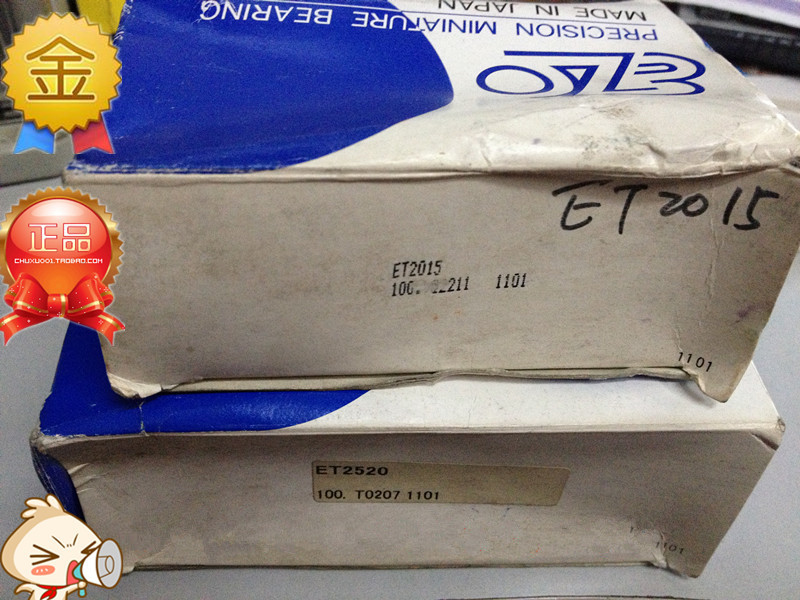 金
正品
CHUXU001.TAOBAO.COM
EZO
PRECISION MINIATURE BEARING
MADE IN JAPAN
ET2015
ET2015
100. 1101
1101
ET2520
100. T0207 1101
1101